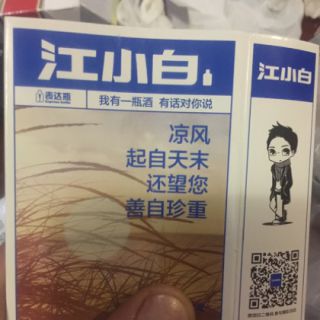 江小白
表达瓶
我有一瓶酒 有话对你说
凉风
起自天末
还望您
善自珍重
江小白